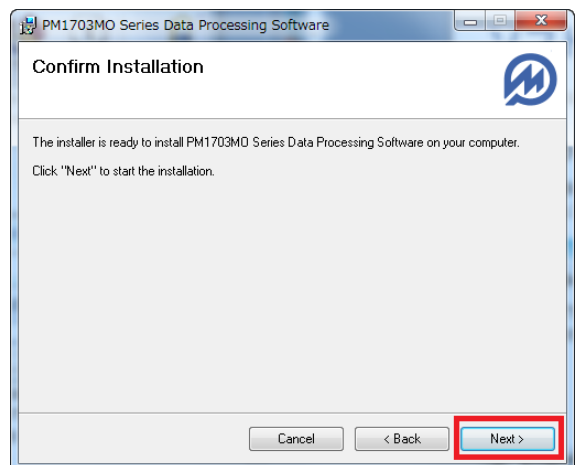 PM1703MO Series Data Processing Software
Confirm Installation
The installer is ready to install PM1703MO Series Data Processing Software on your computer.
Click "Next" to start the installation.
Cancel
< Back
Next >